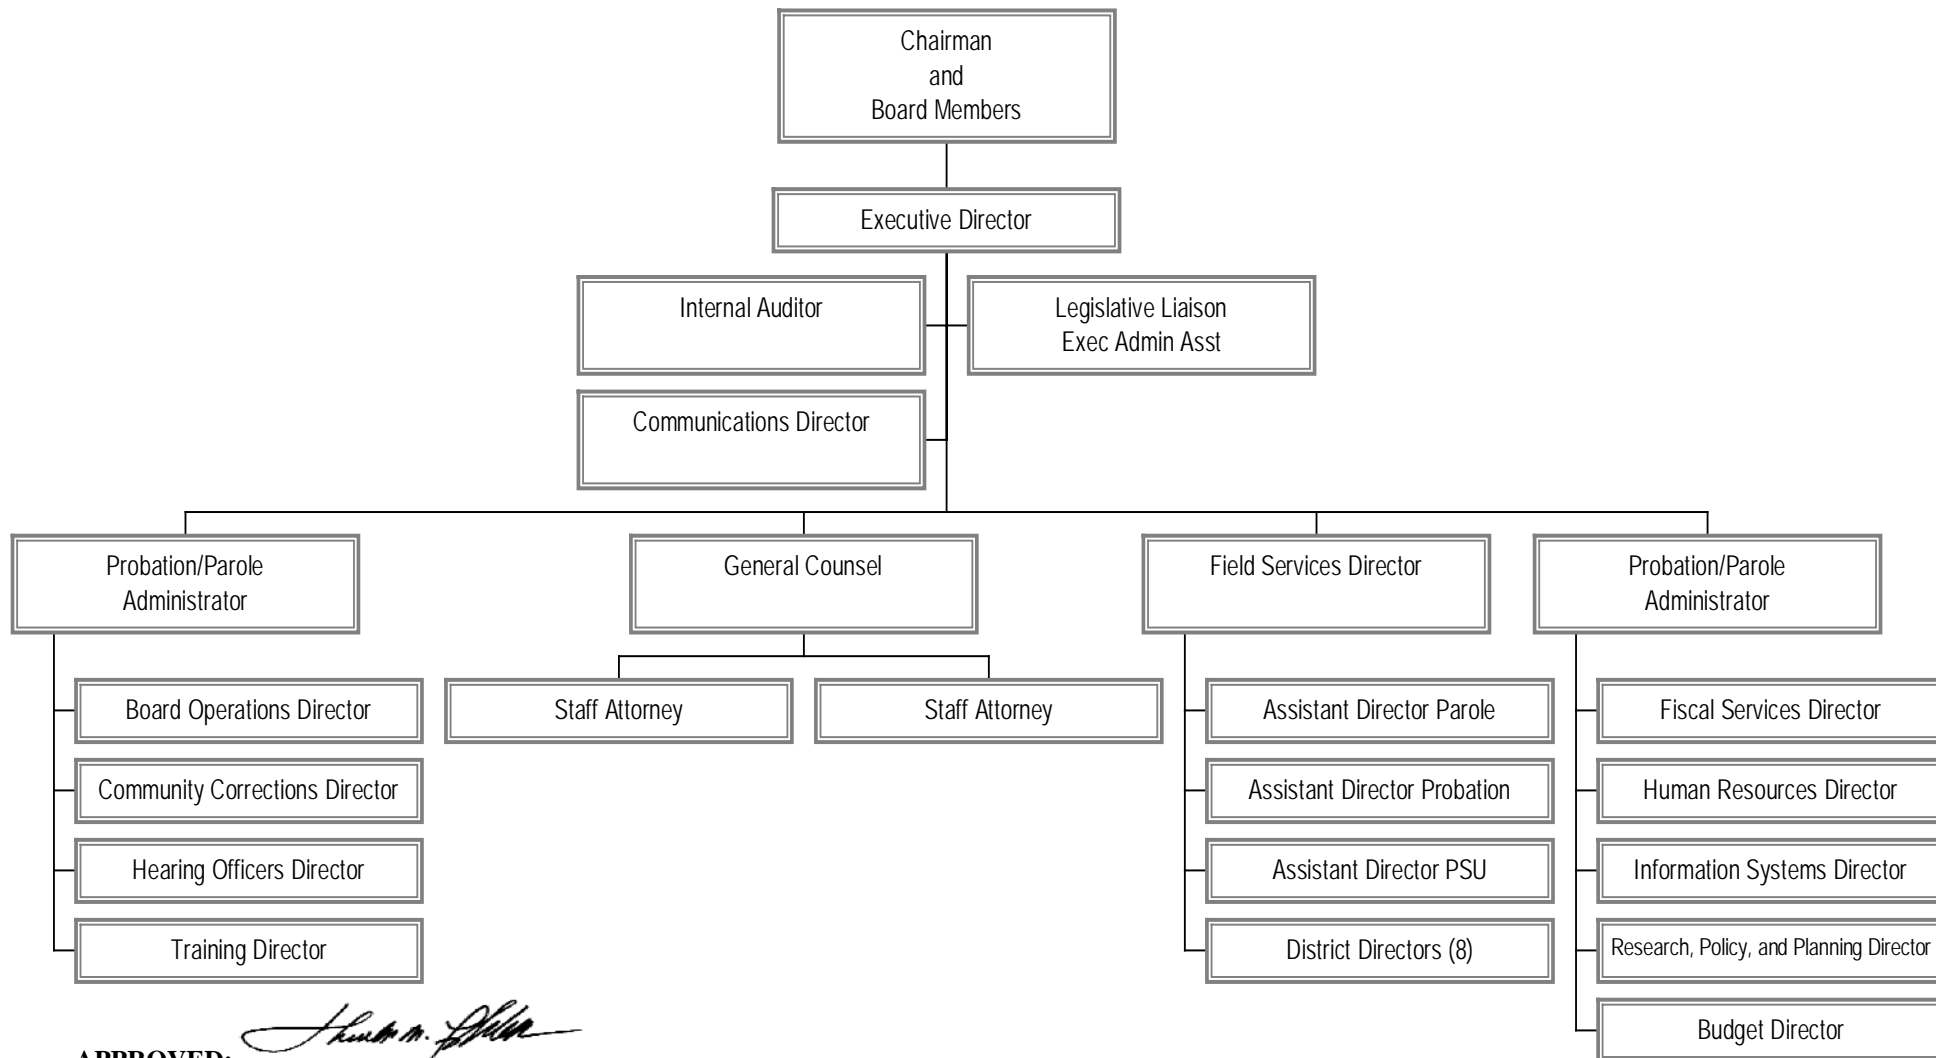 Chairman
and
Board Members
Executive Director
Internal Auditor
Legislative Liaison
Exec Admin Asst
Communications Director
Probation/Parole
Administrator
General Counsel
Field Services Director
Probation/Parole
Administrator
Board Operations Director
Community Corrections Director
Hearing Officers Director
Training Director
Staff Attorney
Staff Attorney
Assistant Director Parole
Assistant Director Probation
Assistant Director PSU
District Directors (8)
Fiscal Services Director
Human Resources Director
Information Systems Director
Research, Policy, and Planning Director
Budget Director
APPROVED: